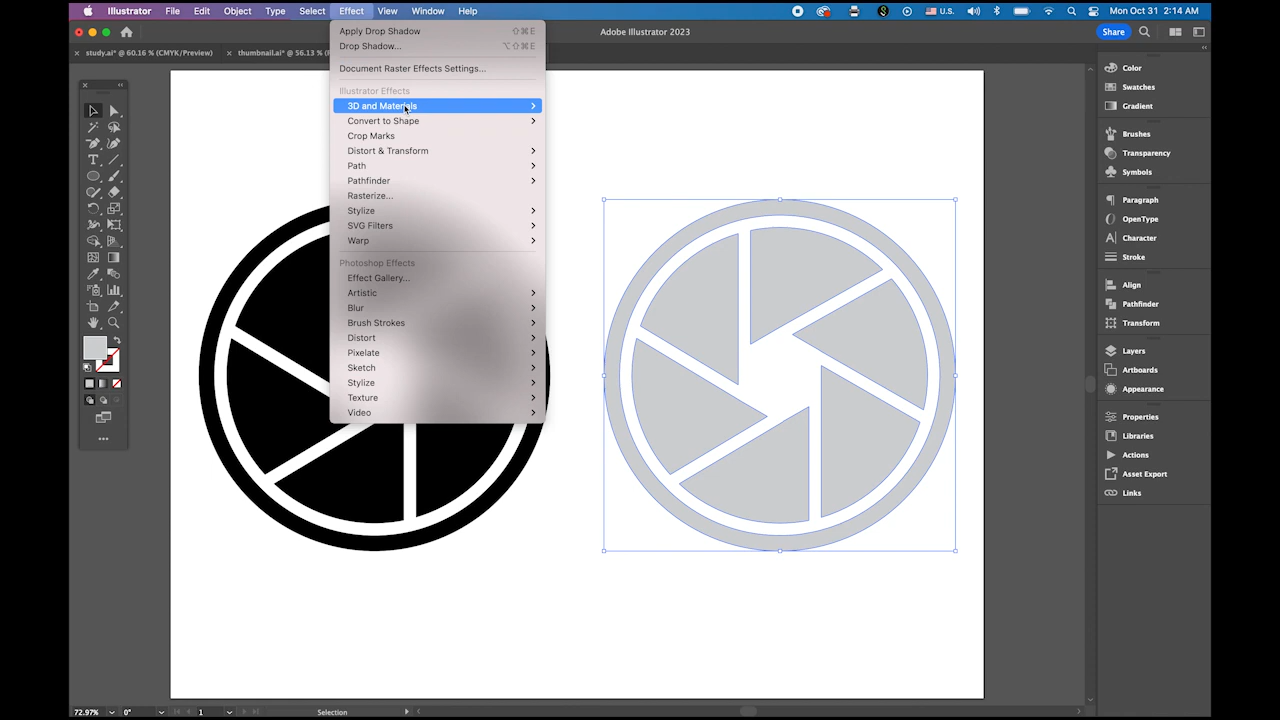 Illustrator File Edit Object Type Select Effect View Window Help
U.S. Mon Oct 31 2:14 AM
Adobe Illustrator 2023
Share
× study.ai* @ 60.16 % (CMYK/Preview)
× thumbnail.ai* @ 56.13 %
Apply Drop Shadow ⇧⌘E
Drop Shadow... ⌥⇧⌘E
Document Raster Effects Settings...
Illustrator Effects
3D and Materials
Convert to Shape
Crop Marks
Distort & Transform
Path
Pathfinder
Rasterize...
Stylize
SVG Filters
Warp
Photoshop Effects
Effect Gallery...
Artistic
Blur
Brush Strokes
Distort
Pixelate
Sketch
Stylize
Texture
Video
Color
Swatches
Gradient
Brushes
Transparency
Symbols
Paragraph
OpenType
Character
Stroke
Align
Pathfinder
Transform
Layers
Artboards
Appearance
Properties
Libraries
Actions
Asset Export
Links
72.97% 0° 1 Selection